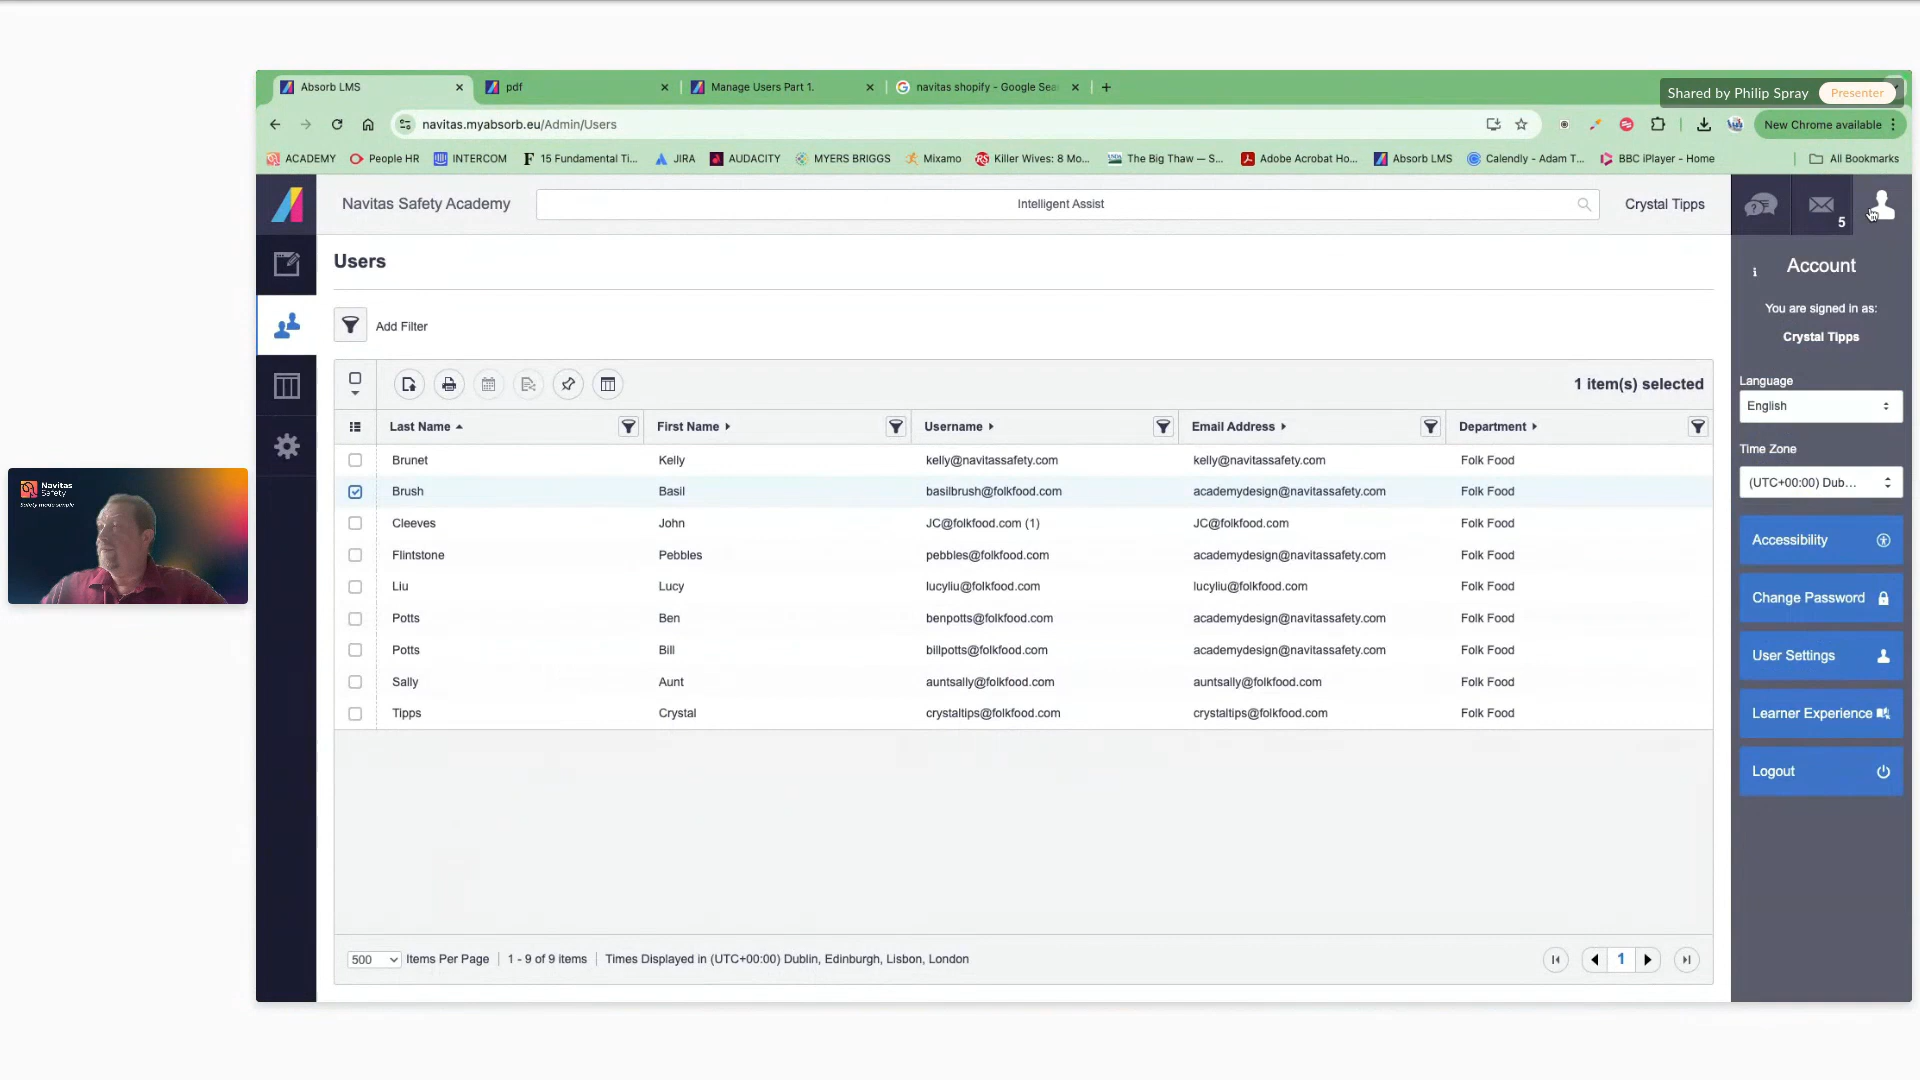 Absorb LMS
pdf
Manage Users Part 1.
navitas shopify - Google Sea
Shared by Philip Spray
Presenter
navitas.myabsorb.eu/Admin/Users
New Chrome available
ACADEMY
People HR
INTERCOM
15 Fundamental Ti...
JIRA
AUDACITY
MYERS BRIGGS
Mixamo
Killer Wives: 8 Mo...
The Big Thaw — S...
Adobe Acrobat Ho...
Absorb LMS
Calendly - Adam T...
BBC iPlayer - Home
All Bookmarks
Navitas Safety Academy
Intelligent Assist
Crystal Tipps
5
Users
Add Filter
1 item(s) selected
Last Name First Name Username Email Address Department
Brunet Kelly kelly@navitassafety.com kelly@navitassafety.com Folk Food
Brush Basil basilbrush@folkfood.com academydesign@navitassafety.com Folk Food
Cleeves John JC@folkfood.com (1) JC@folkfood.com Folk Food
Flintstone Pebbles pebbles@folkfood.com academydesign@navitassafety.com Folk Food
Liu Lucy lucyliu@folkfood.com lucyliu@folkfood.com Folk Food
Potts Ben benpotts@folkfood.com academydesign@navitassafety.com Folk Food
Potts Bill billpotts@folkfood.com academydesign@navitassafety.com Folk Food
Sally Aunt auntsally@folkfood.com auntsally@folkfood.com Folk Food
Tipps Crystal crystaltips@folkfood.com crystaltips@folkfood.com Folk Food
500 Items Per Page 1 - 9 of 9 items Times Displayed in (UTC+00:00) Dublin, Edinburgh, Lisbon, London
1
Account
You are signed in as:
Crystal Tipps
Language
English
Time Zone
(UTC+00:00) Dub...
Accessibility
Change Password
User Settings
Learner Experience
Logout
Navitas
Safety
Safety made simple